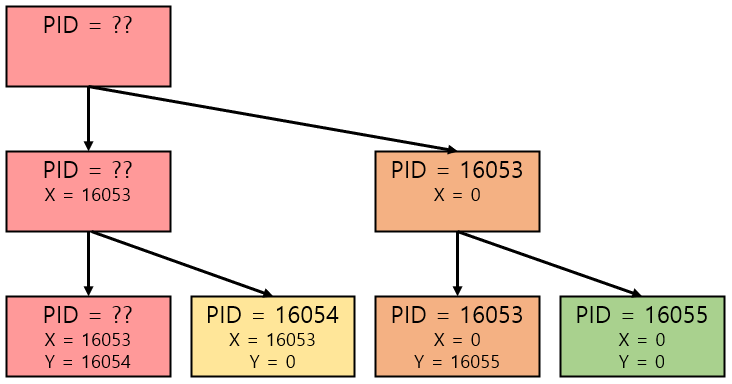 PID = ??
PID = ??
X = 16053
PID = 16053
X = 0
PID = ??
X = 16053
Y = 16054
PID = 16054
X = 16053
Y = 0
PID = 16053
X = 0
Y = 16055
PID = 16055
X = 0
Y = 0